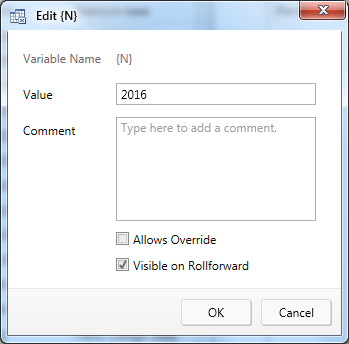 Edit {N}
Variable Name {N}
Value 2016
Comment Type here to add a comment.
Allows Override
Visible on Rollforward
OK Cancel